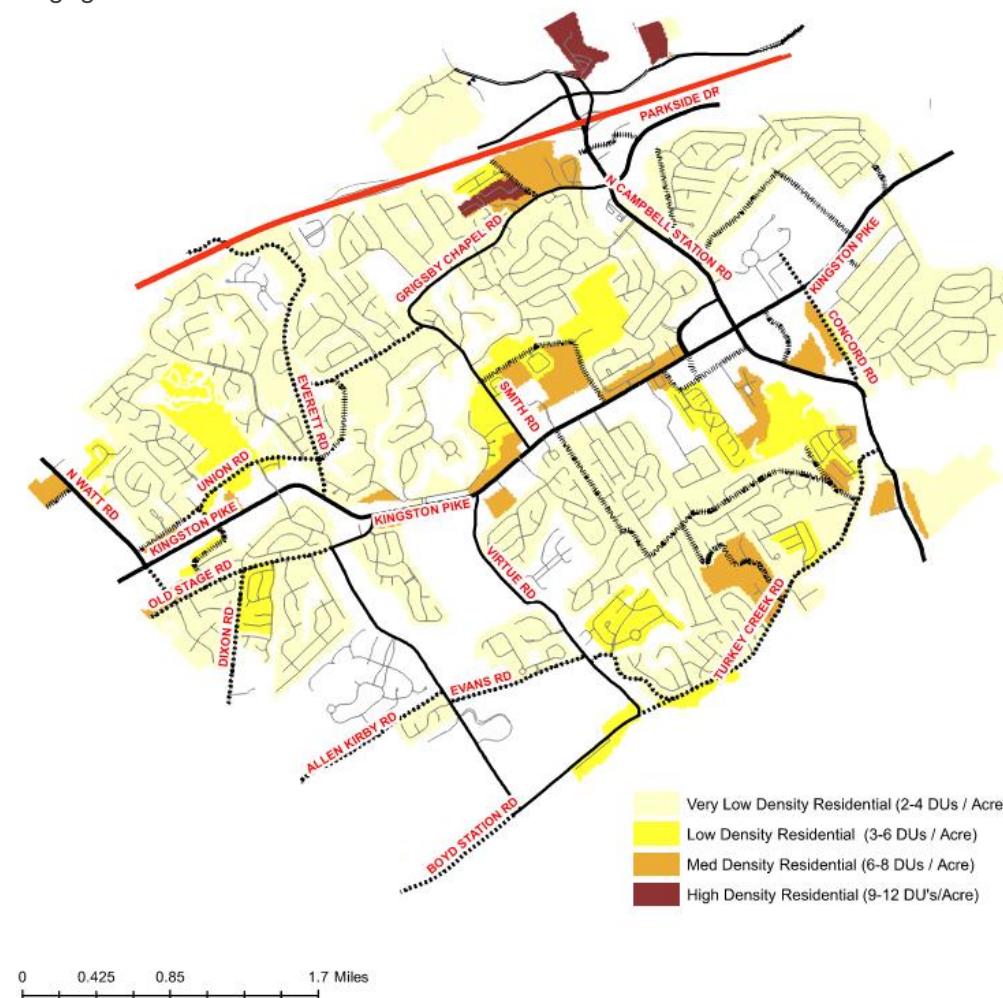 PARKSIDE DR
N CAMPBELL STATION RD
KINGSTON PIKE
GRIGSBY CHAPEL RD
CONCORD RD
EVERETT RD
SMITH RD
UNION RD
N WATT RD
KINGSTON PIKE
KINGSTON PIKE
OLD STAGE RD
VIRTUE RD
DIXON RD
TURKEY CREEK RD
EVANS RD
ALLEN KIRBY RD
BOYD STATION RD
Very Low Density Residential (2-4 DUs / Acre
Low Density Residential (3-6 DUs / Acre)
Med Density Residential (6-8 DUs / Acre)
High Density Residential (9-12 DU's/Acre)
0 0.425 0.85 1.7 Miles